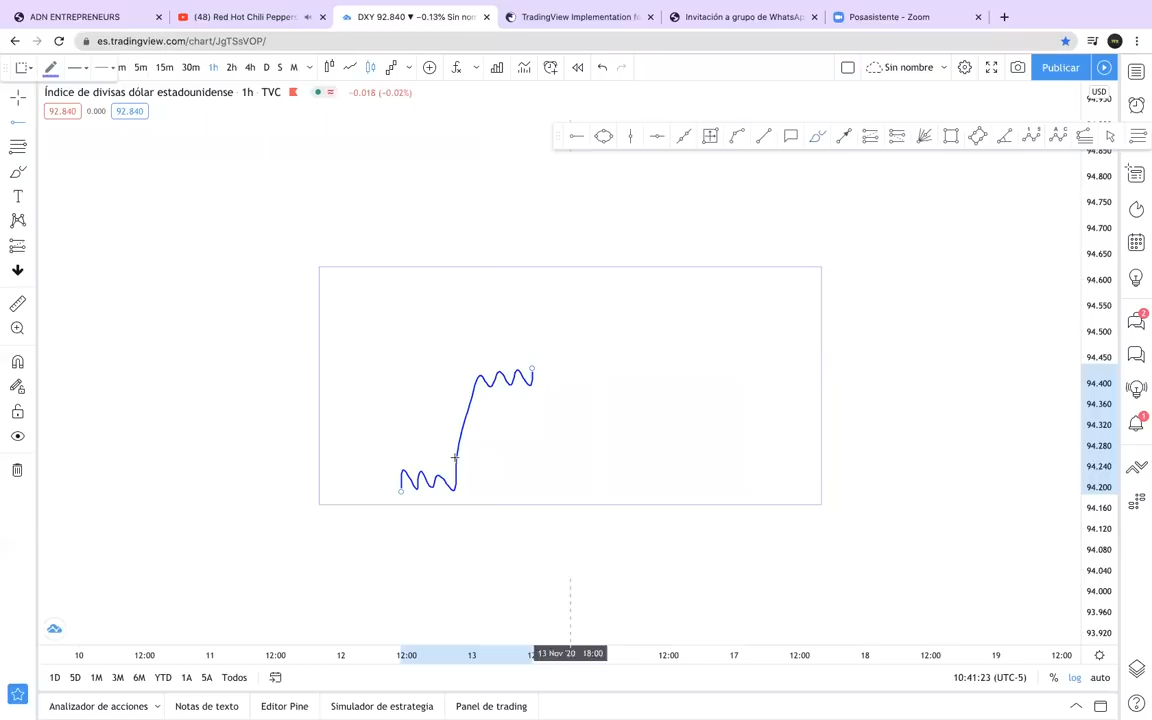 ADN ENTREPRENEURS
(48) Red Hot Chili Peppers
DXY 92.840 ▼ −0.13% Sin nom
TradingView Implementation fo
Invitación a grupo de WhatsAp
Posasistente - Zoom
es.tradingview.com/chart/JgTSsVOP/
m 5m 15m 30m 1h 2h 4h D S M
Sin nombre
Publicar
Índice de divisas dólar estadounidense · 1h · TVC
−0.018 (−0.02%)
USD
92.840 0.000 92.840
94.950
94.850
94.800
94.750
94.700
94.650
94.600
94.550
94.500
94.450
94.400
94.360
94.320
94.280
94.240
94.200
94.160
94.120
94.080
94.040
94.000
93.960
93.920
2
1
10 12:00 11 12:00 12 12:00 13 13 Nov '20 18:00 12:00 17 12:00 18 12:00 19 12:00
1D 5D 1M 3M 6M YTD 1A 5A Todos
10:41:23 (UTC-5) % log auto
Analizador de acciones Notas de texto Editor Pine Simulador de estrategia Panel de trading